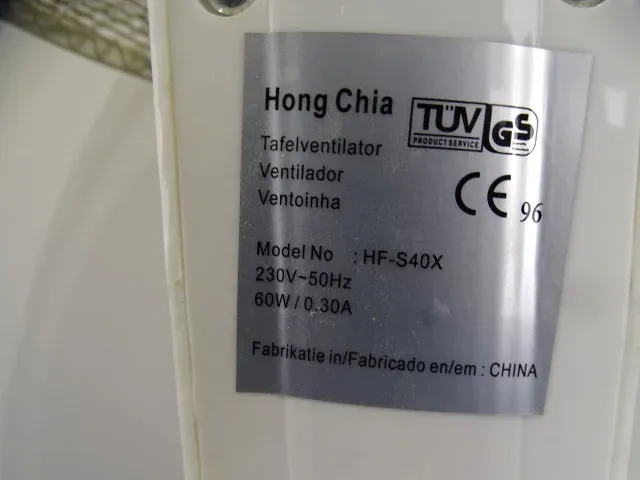 Hong Chia
TÜV
PRODUCT SERVICE
GS
Tafelventilator
Ventilador
Ventoinha
CE 96
Model No : HF-S40X
230V~50Hz
60W / 0.30A
Fabrikatie in/Fabricado en/em : CHINA